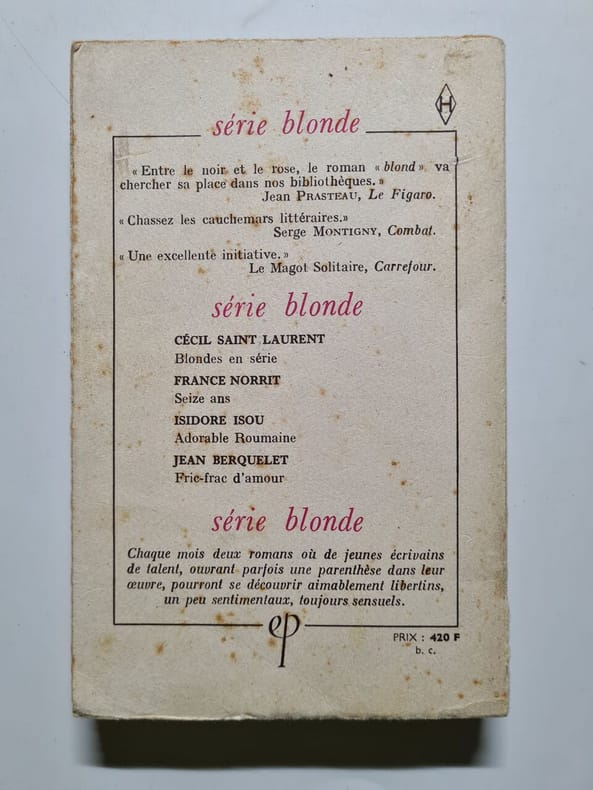 H
série blonde
« Entre le noir et le rose, le roman « blond » va
chercher sa place dans nos bibliothèques. »
Jean PRASTEAU, Le Figaro.
« Chassez les cauchemars littéraires.»
Serge MONTIGNY, Combat.
« Une excellente initiative. »
Le Magot Solitaire, Carrefour.
série blonde
CÉCIL SAINT LAURENT
Blondes en série
FRANCE NORRIT
Seize ans
ISIDORE ISOU
Adorable Roumaine
JEAN BERQUELET
Fric-frac d'amour
série blonde
Chaque mois deux romans où de jeunes écrivains
de talent, ouvrant parfois une parenthèse dans leur
œuvre, pourront se découvrir aimablement libertins,
un peu sentimentaux, toujours sensuels.
ep
PRIX : 420 F
b. c.